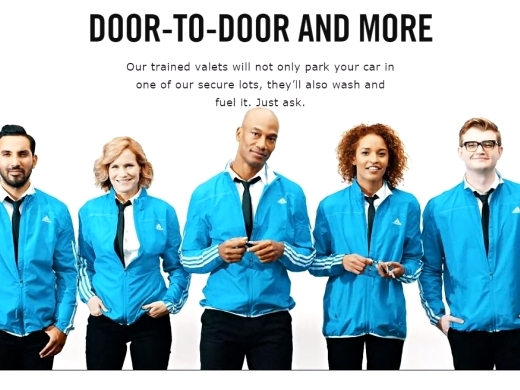 DOOR-TO-DOOR AND MORE
Our trained valets will not only park your car in
one of our secure lots, they'll also wash and
fuel it. Just ask.